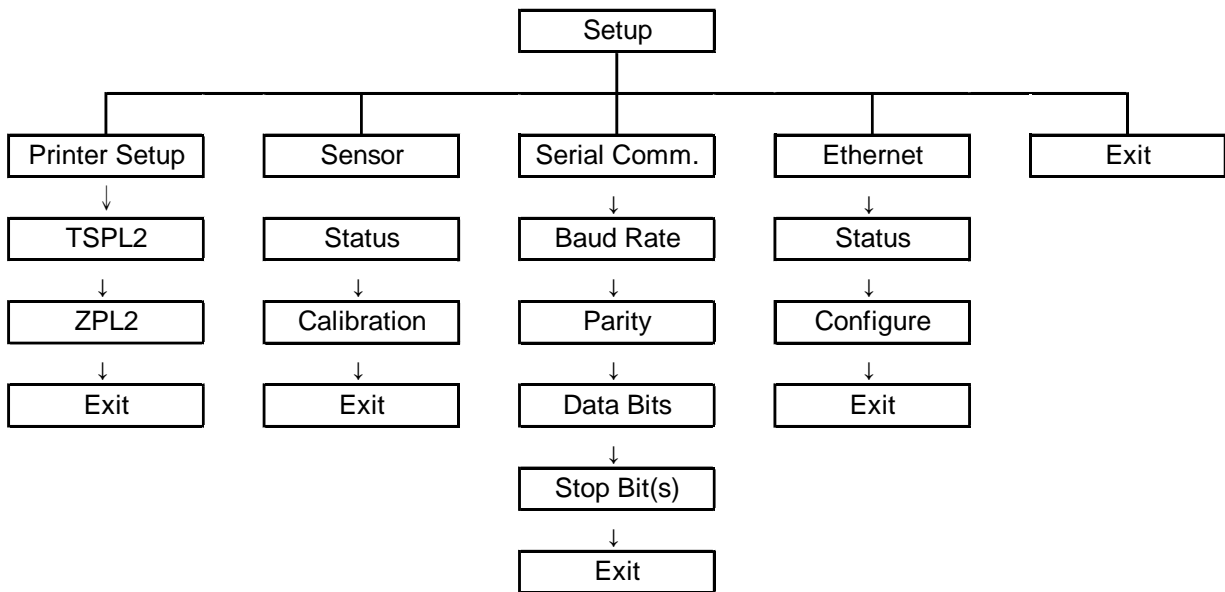 Setup
Printer Setup
Sensor
Serial Comm.
Ethernet
Exit
TSPL2
Status
Baud Rate
Status
ZPL2
Calibration
Parity
Configure
Exit
Exit
Data Bits
Exit
Stop Bit(s)
Exit